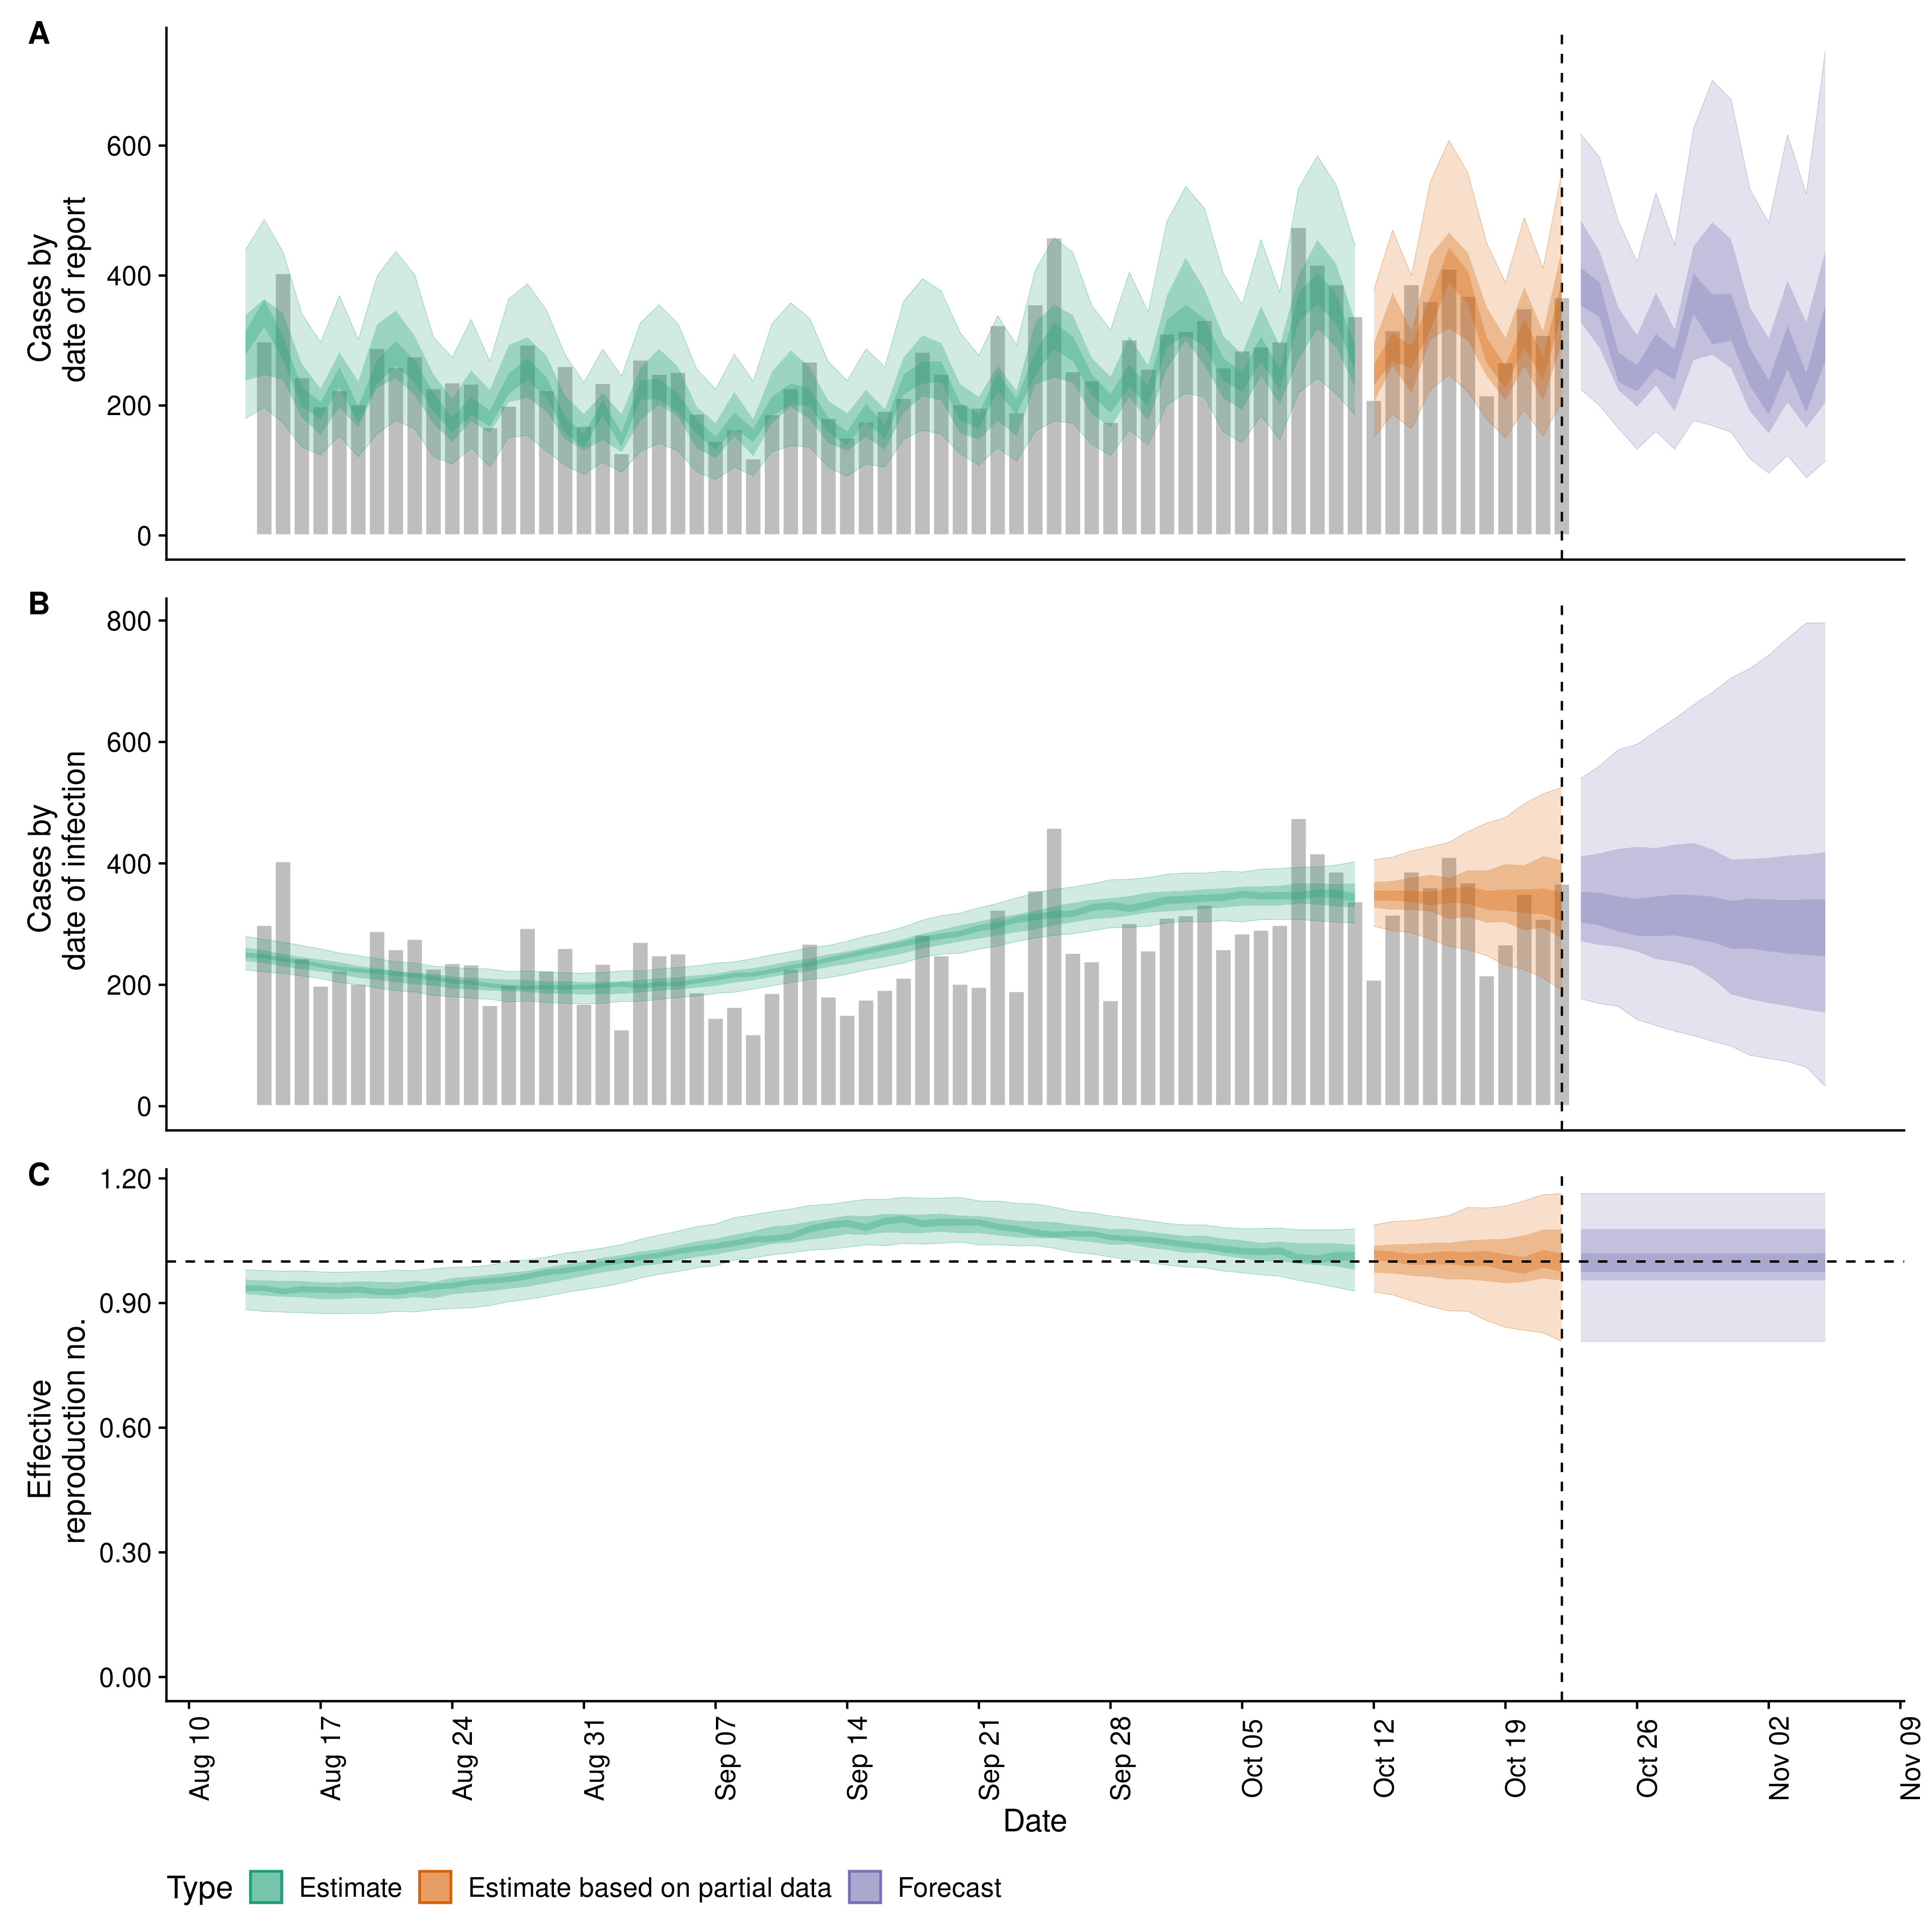 A
Cases by
date of report
600
400
200
0
B
Cases by
date of infection
800
600
400
200
0
C
Effective
reproduction no.
1.20
0.90
0.60
0.30
0.00
Aug 10
Aug 17
Aug 24
Aug 31
Sep 07
Sep 14
Sep 21
Sep 28
Oct 05
Oct 12
Oct 19
Oct 26
Nov 02
Nov 09
Date
Type Estimate Estimate based on partial data Forecast